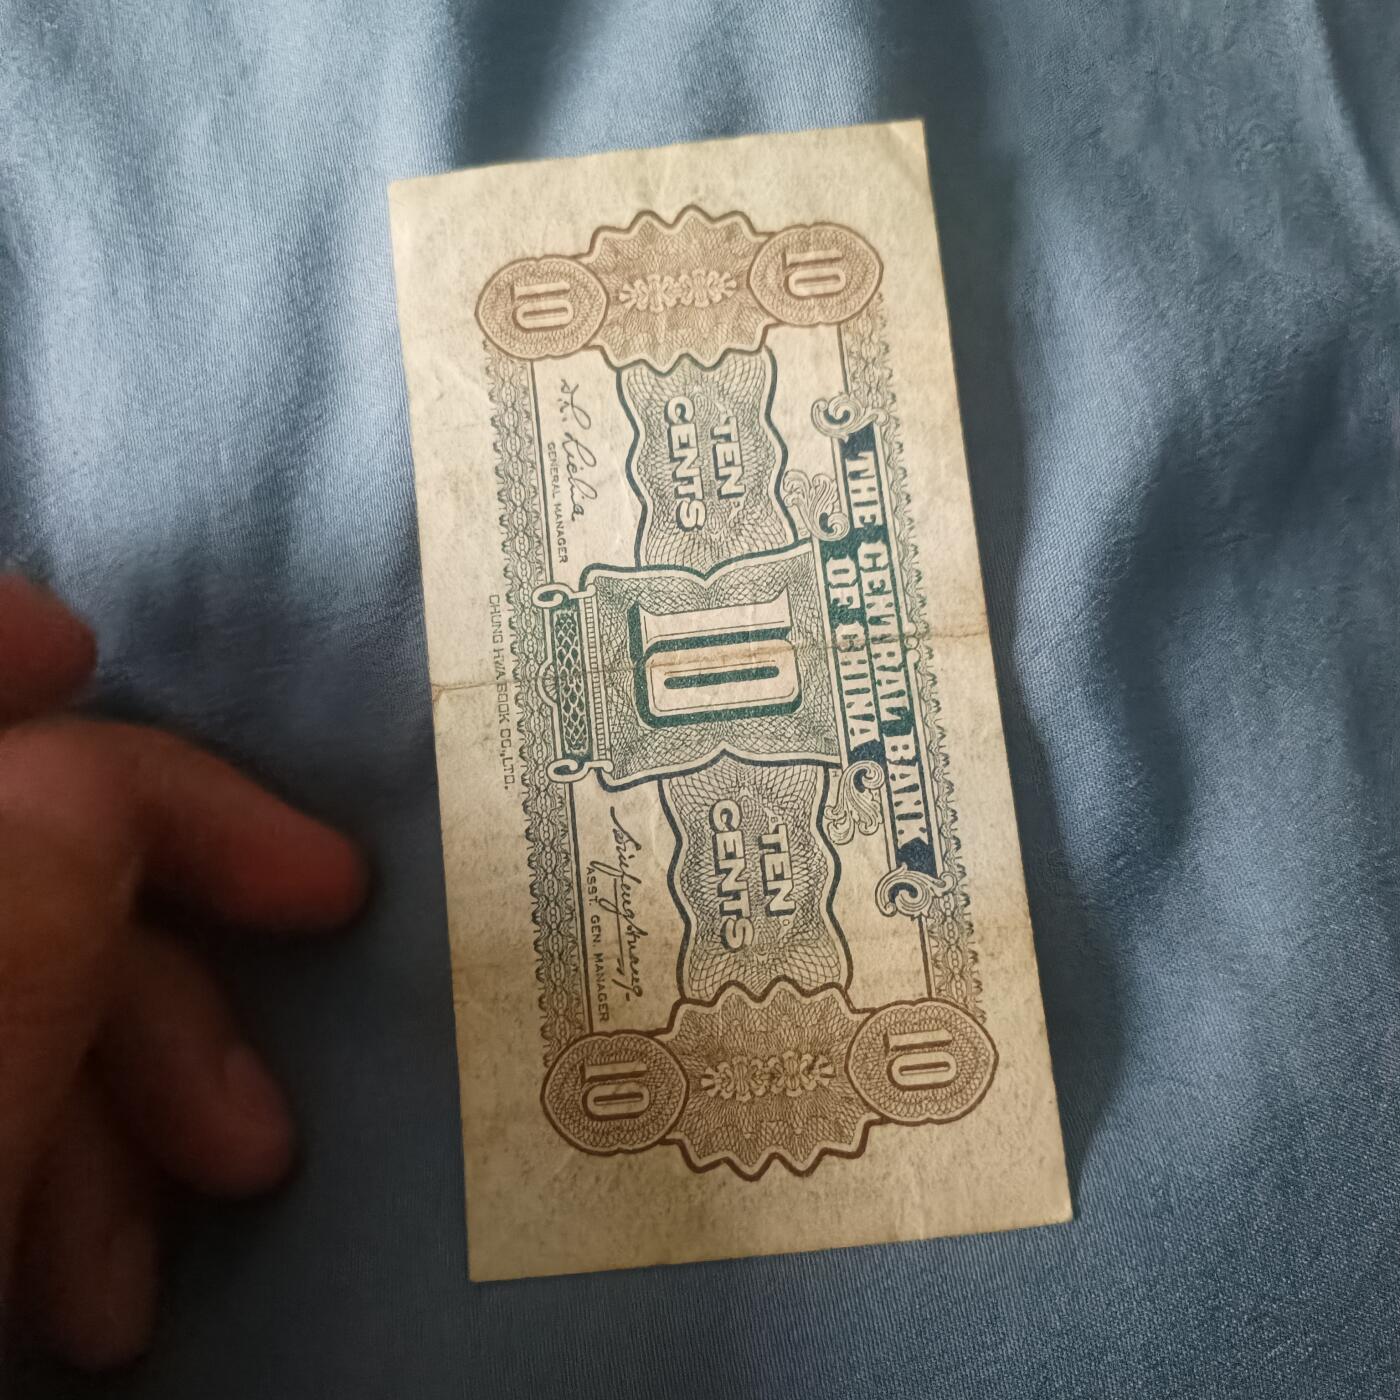 THE CENTRAL BANK
OF CHINA
10
10
TEN
CENTS
10
TEN
CENTS
GENERAL MANAGER
ASST. GEN. MANAGER
10
10
CHUNG HWA BOOK CO., LTD.